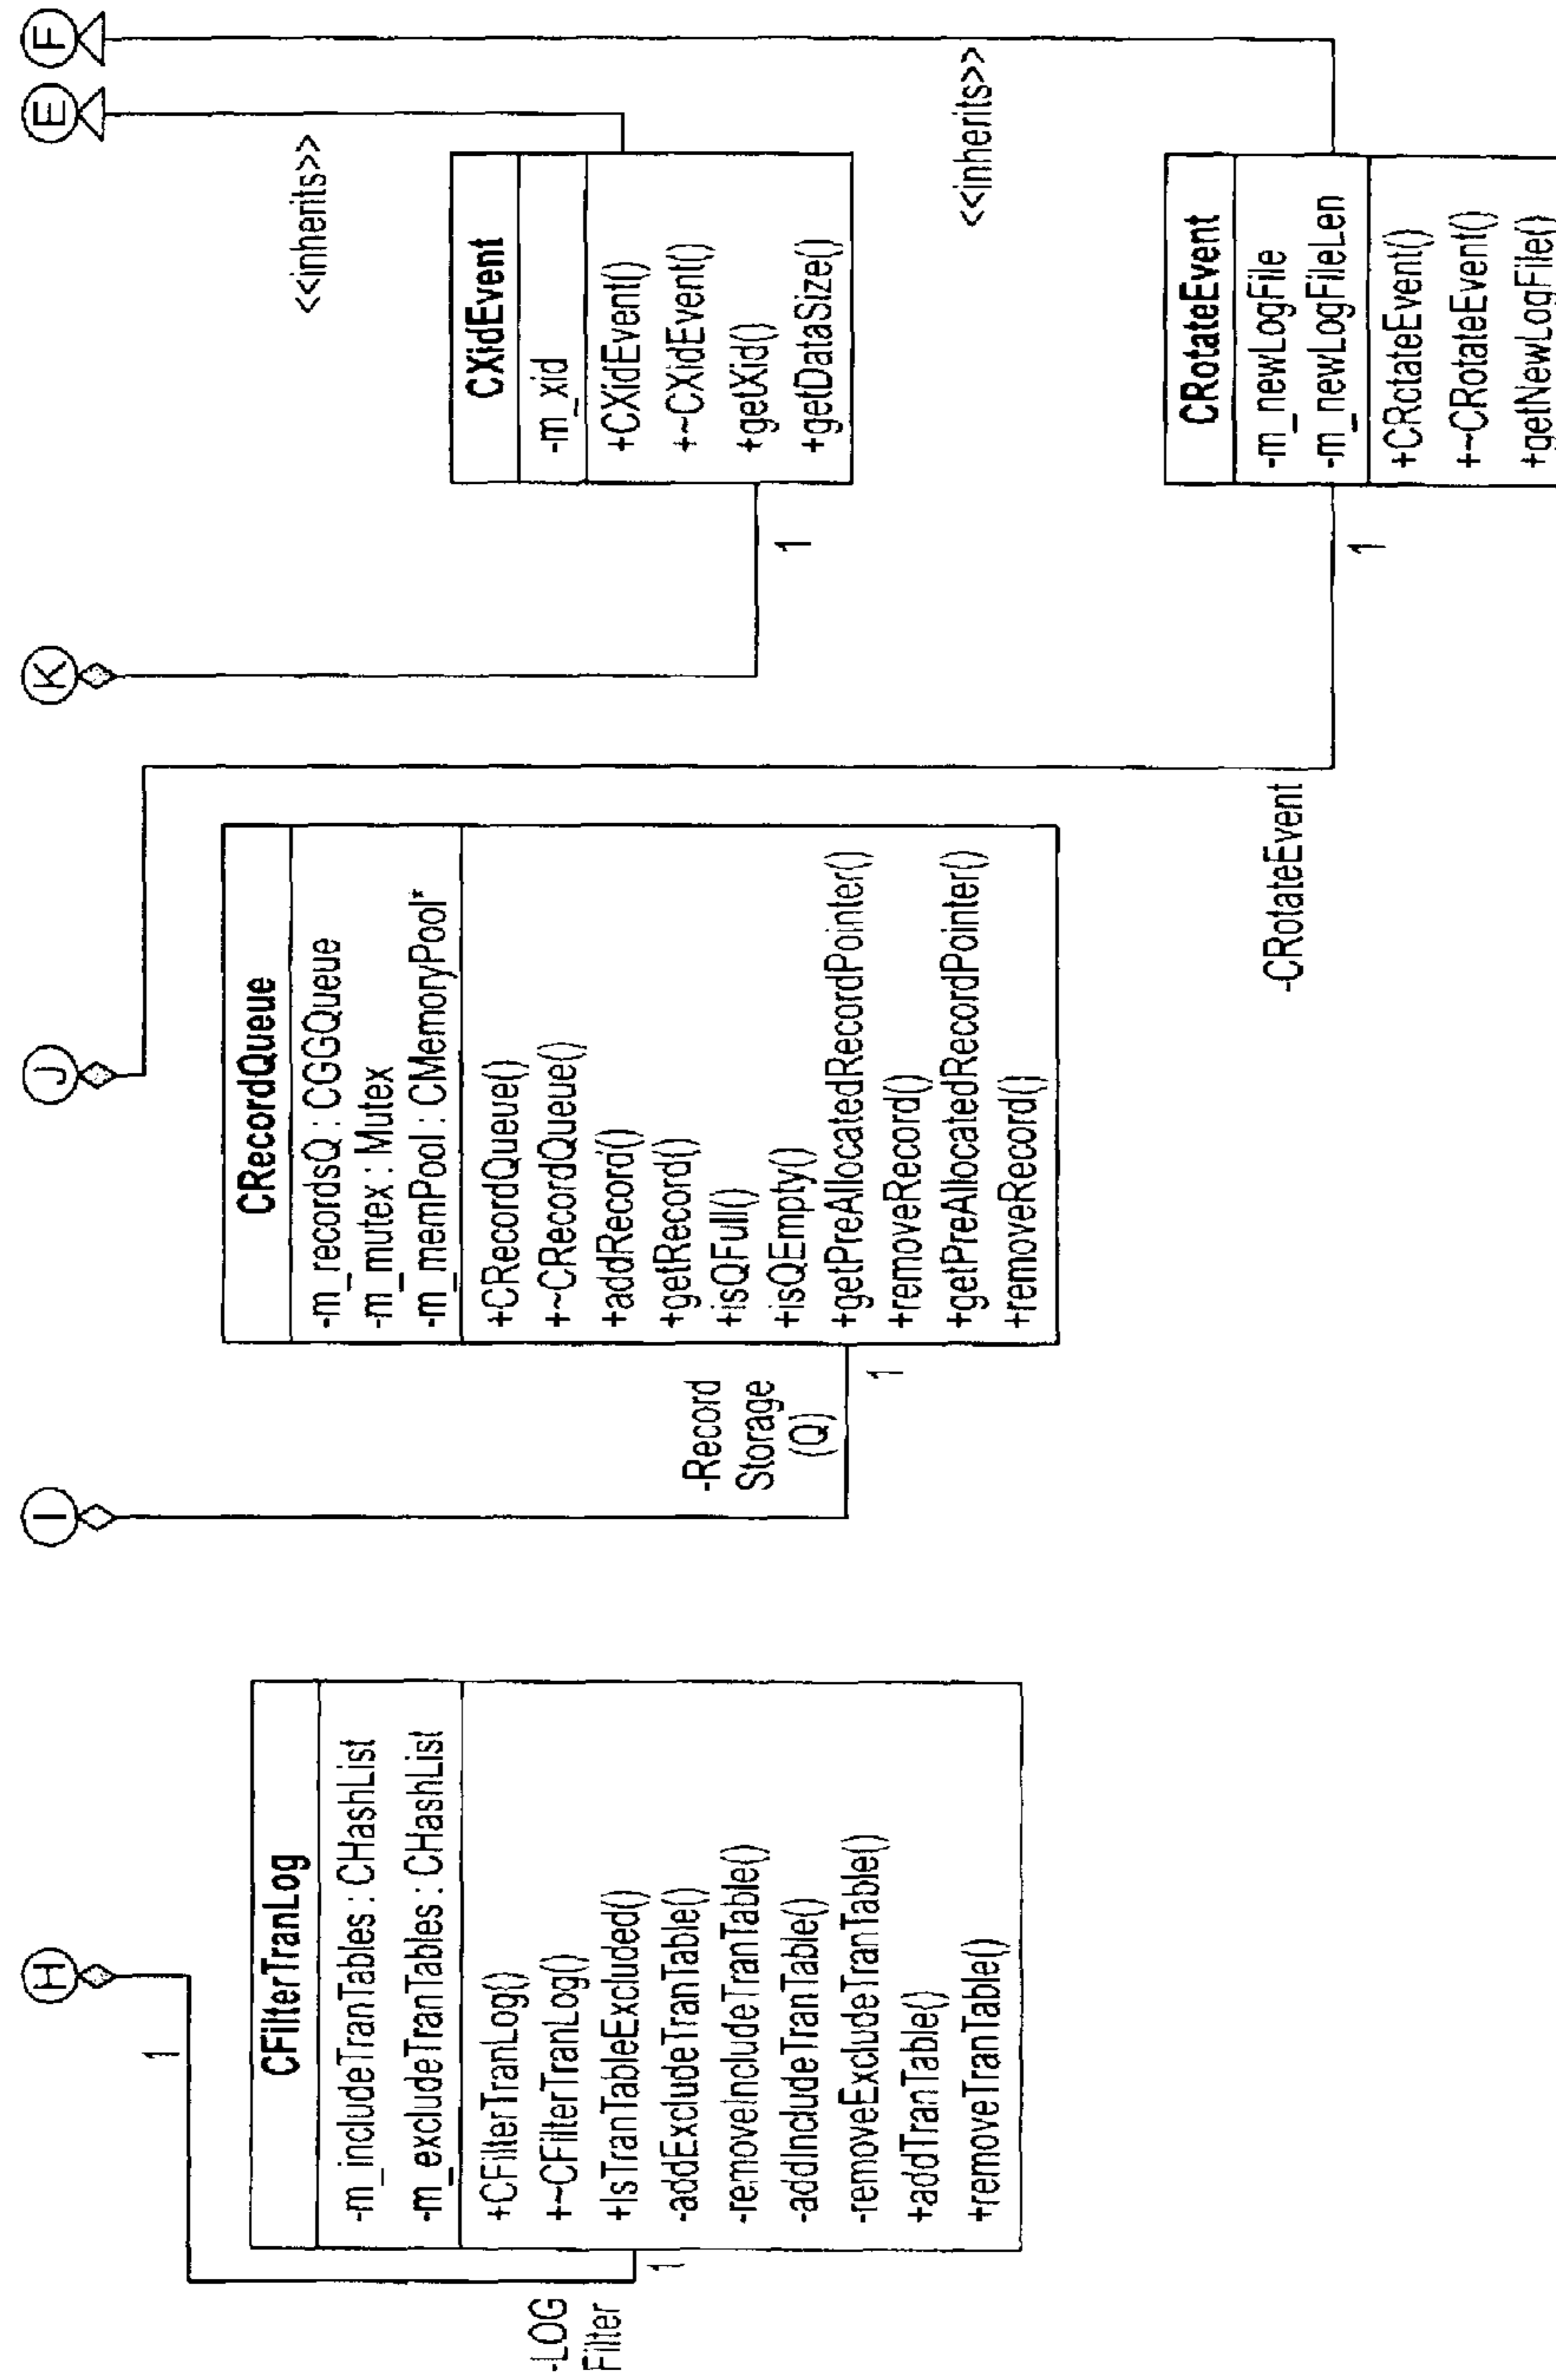 H
I
J
K
E
F
1
-LOG
Filter
1
CFilterTranLog
-m_includeTranTables : CHashList
-m_excludeTranTables : CHashList
+CFilterTranLog()
+~CFilterTranLog()
+IsTranTableExcluded()
-addExcludeTranTable()
-removeIncludeTranTable()
-addIncludeTranTable()
-removeExcludeTranTable()
+addTranTable()
+removeTranTable()
-Record
Storage
(Q)
1
CRecordQueue
-m_recordsQ : CGGQueue
-m_mutex : Mutex
-m_memPool : CMemoryPool*
+CRecordQueue()
+~CRecordQueue()
+addRecord()
+getRecord()
+isQFull()
+isQEmpty()
+getPreAllocatedRecordPointer()
+removeRecord()
+getPreAllocatedRecordPointer()
+removeRecord()
<<inherits>>
1
CXidEvent
-m_xid
+CXidEvent()
+~CXidEvent()
+getXid()
+getDataSize()
<<inherits>>
-CRotateEvent
1
CRotateEvent
-m_newLogFile
-m_newLogFileLen
+CRotateEvent()
+~CRotateEvent()
+getNewLogFile()